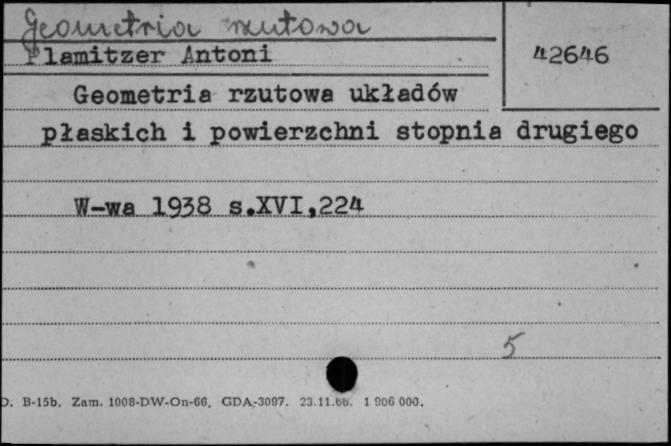 Geometria rzutowa
Plamitzer Antoni
42646
Geometria rzutowa układów
płaskich i powierzchni stopnia drugiego
W-wa 1938 s.XVI,224
5
D. B-15b. Zam. 1008-DW-On-66. GDA-3097. 23.11.66. 1 906 000.